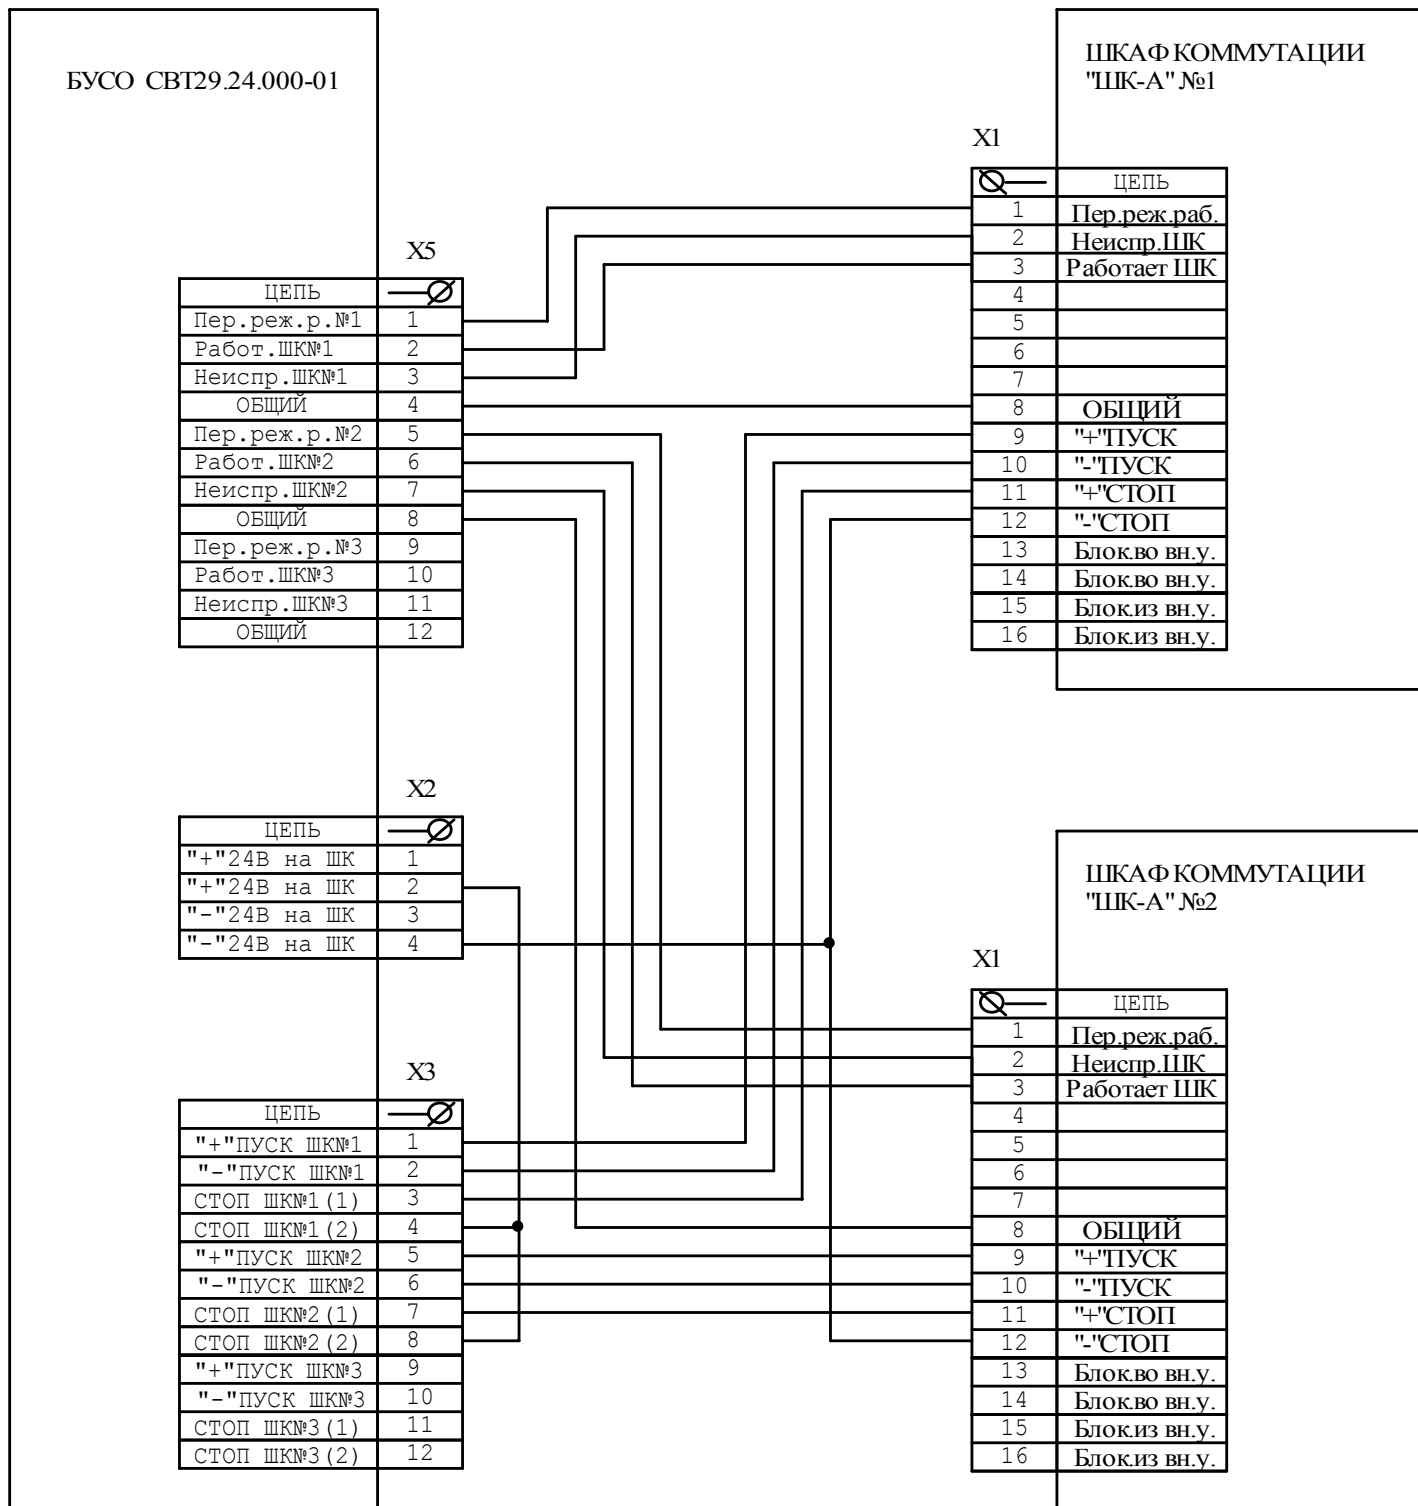 БУСО СВТ29.24.000-01
X5
ЦЕПЬ
Пер.реж.р.№1 1
Работ.ШК№1 2
Неиспр.ШК№1 3
ОБЩИЙ 4
Пер.реж.р.№2 5
Работ.ШК№2 6
Неиспр.ШК№2 7
ОБЩИЙ 8
Пер.реж.р.№3 9
Работ.ШК№3 10
Неиспр.ШК№3 11
ОБЩИЙ 12
X2
ЦЕПЬ
"+"24В на ШК 1
"+"24В на ШК 2
"-"24В на ШК 3
"-"24В на ШК 4
X3
ЦЕПЬ
"+"ПУСК ШК№1 1
"-"ПУСК ШК№1 2
СТОП ШК№1(1) 3
СТОП ШК№1(2) 4
"+"ПУСК ШК№2 5
"-"ПУСК ШК№2 6
СТОП ШК№2(1) 7
СТОП ШК№2(2) 8
"+"ПУСК ШК№3 9
"-"ПУСК ШК№3 10
СТОП ШК№3(1) 11
СТОП ШК№3(2) 12
ШКАФ КОММУТАЦИИ
"ШК-А" №1
X1
ЦЕПЬ
1 Пер.реж.раб.
2 Неиспр.ШК
3 Работает ШК
4
5
6
7
8 ОБЩИЙ
9 "+"ПУСК
10 "-"ПУСК
11 "+"СТОП
12 "-"СТОП
13 Блок.во вн.у.
14 Блок.во вн.у.
15 Блок.из вн.у.
16 Блок.из вн.у.
ШКАФ КОММУТАЦИИ
"ШК-А" №2
X1
ЦЕПЬ
1 Пер.реж.раб.
2 Неиспр.ШК
3 Работает ШК
4
5
6
7
8 ОБЩИЙ
9 "+"ПУСК
10 "-"ПУСК
11 "+"СТОП
12 "-"СТОП
13 Блок.во вн.у.
14 Блок.во вн.у.
15 Блок.из вн.у.
16 Блок.из вн.у.